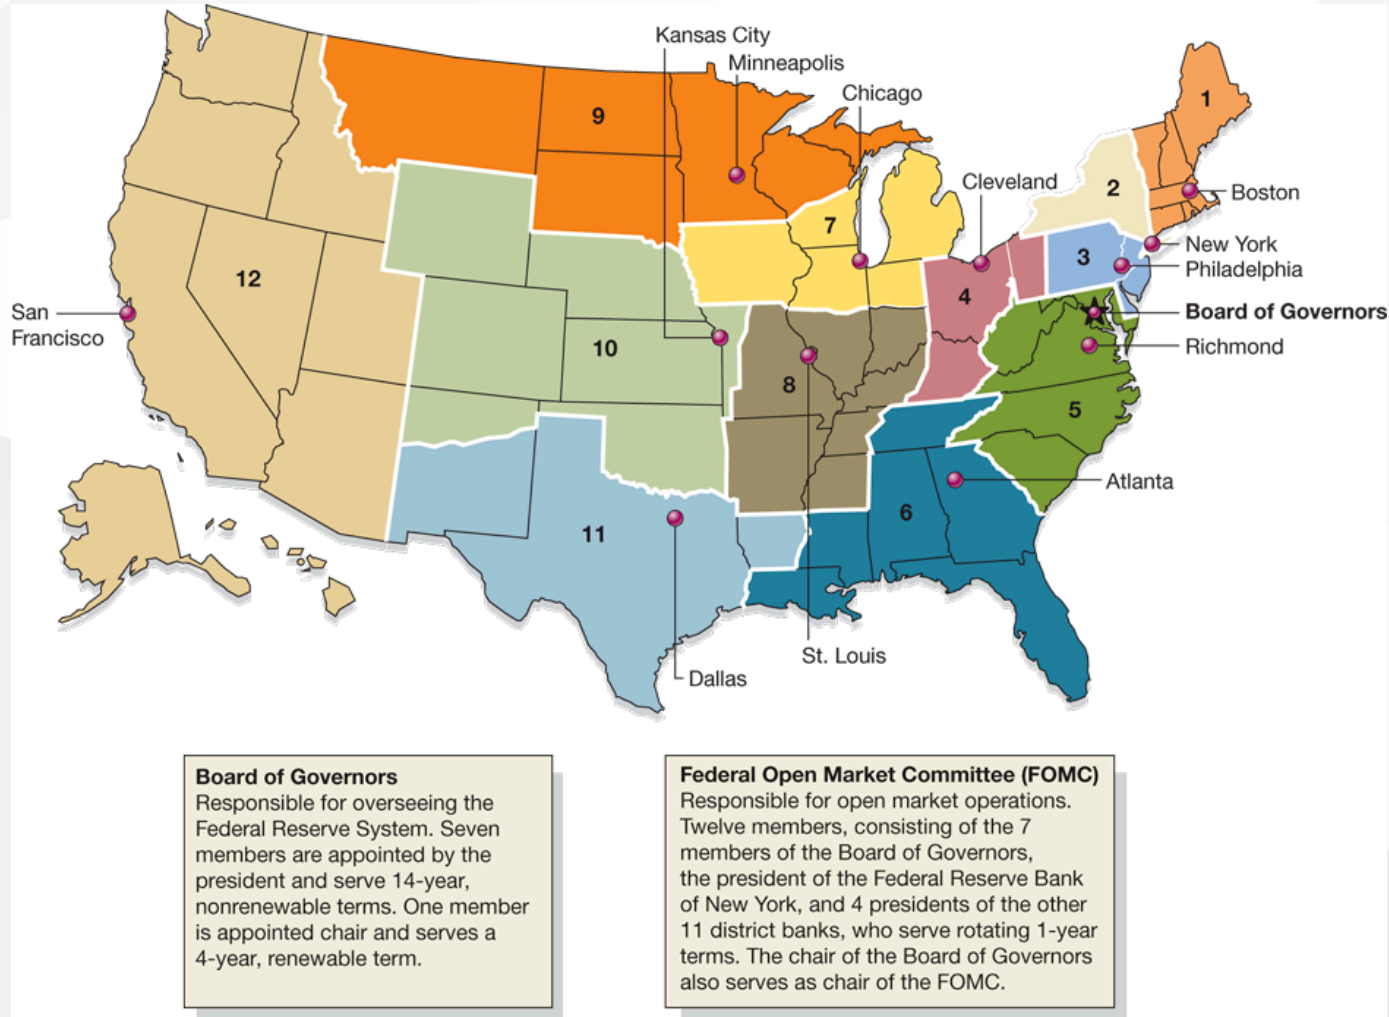 Kansas City
Minneapolis
Chicago
Cleveland
1
9
2
Boston
7
New York
3
Philadelphia
12
4
San
Francisco
Board of Governors
Richmond
10
8
5
Atlanta
6
11
St. Louis
Dallas
Board of Governors
Responsible for overseeing the
Federal Reserve System. Seven
members are appointed by the
president and serve 14-year,
nonrenewable terms. One member
is appointed chair and serves a
4-year, renewable term.
Federal Open Market Committee (FOMC)
Responsible for open market operations.
Twelve members, consisting of the 7
members of the Board of Governors,
the president of the Federal Reserve Bank
of New York, and 4 presidents of the other
11 district banks, who serve rotating 1-year
terms. The chair of the Board of Governors
also serves as chair of the FOMC.